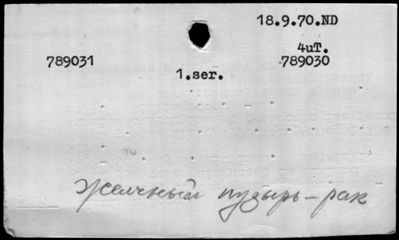 18.9.70.ND
4uT.
789031 789030
1.ser.
Желчный пузырь-рак